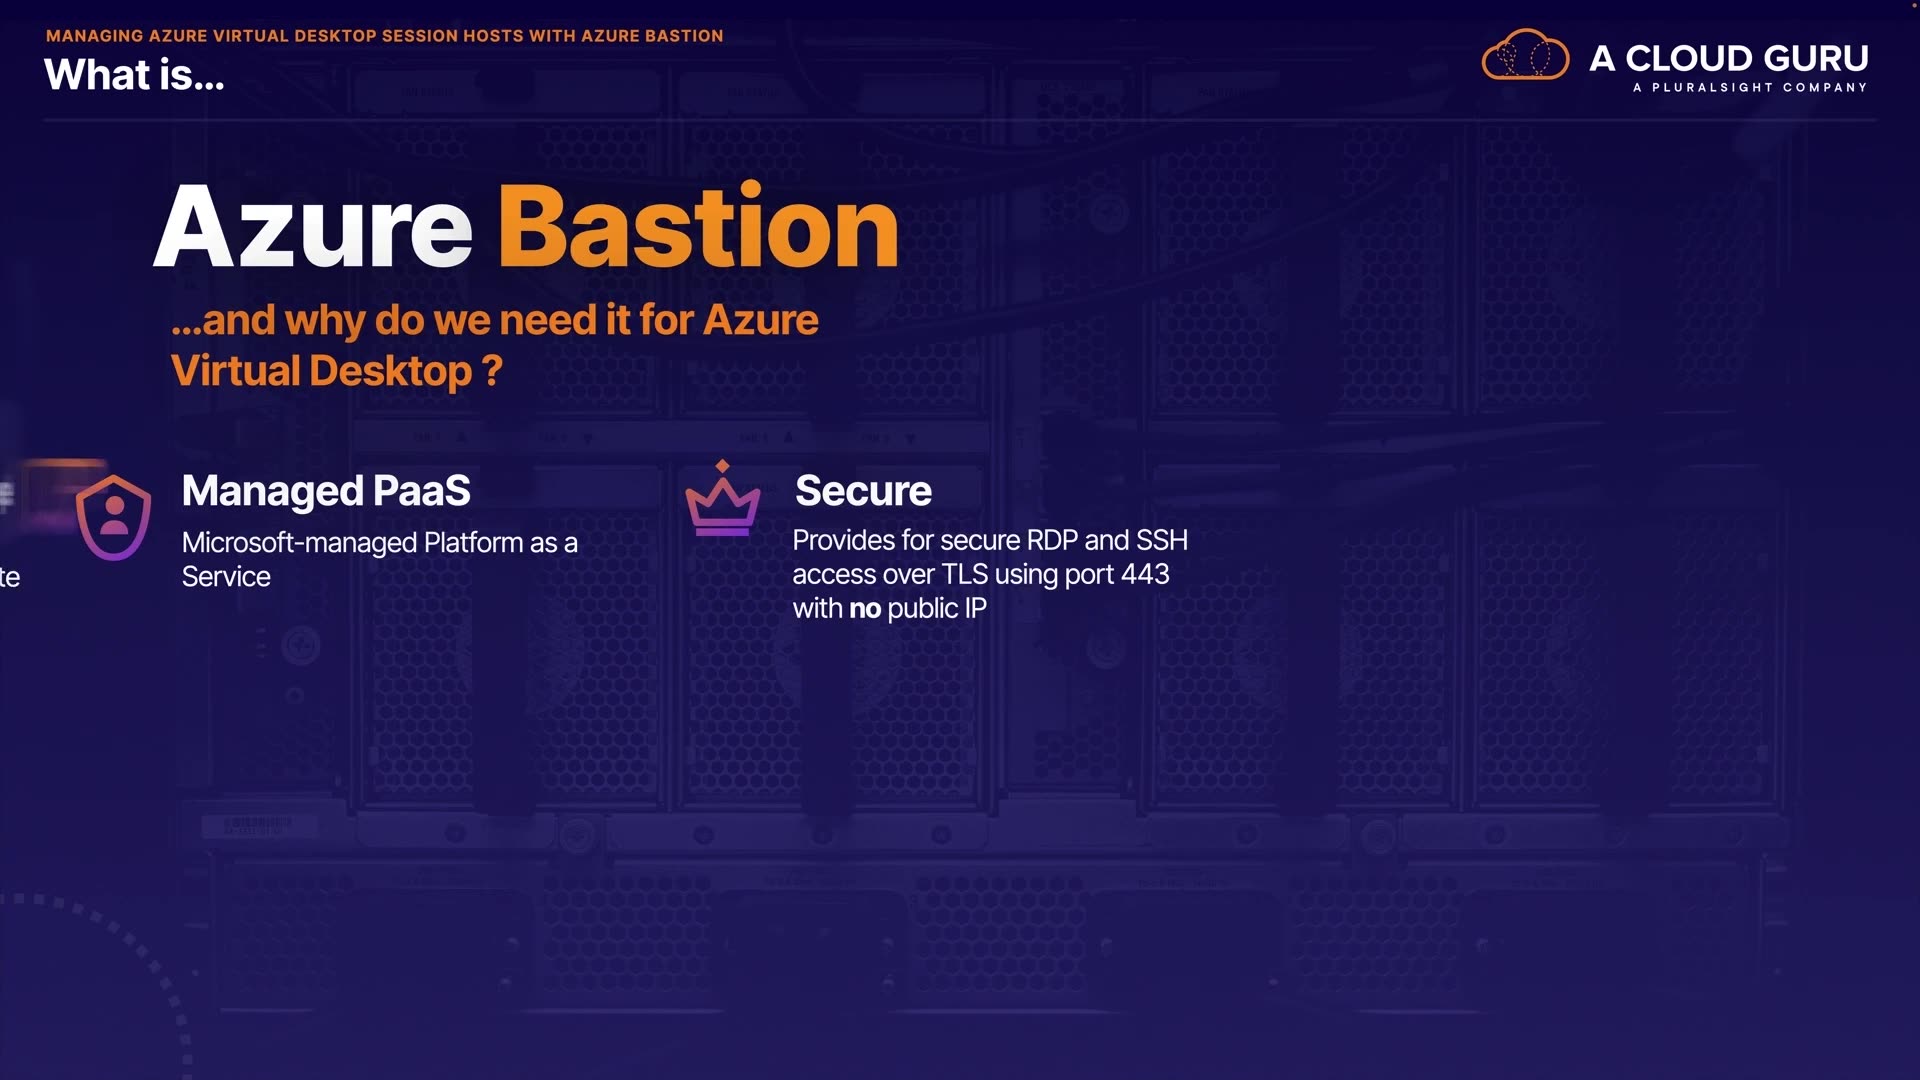 MANAGING AZURE VIRTUAL DESKTOP SESSION HOSTS WITH AZURE BASTION
What is...
A CLOUD GURU
A PLURALSIGHT COMPANY
Azure Bastion
...and why do we need it for Azure
Virtual Desktop ?
Managed PaaS
Microsoft-managed Platform as a
Service
te
Secure
Provides for secure RDP and SSH
access over TLS using port 443
with no public IP